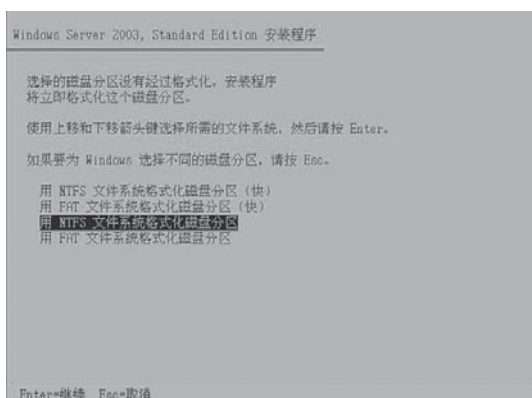 Windows Server 2003, Standard Edition 安装程序
选择的磁盘分区没有经过格式化。安装程序
将立即格式化这个磁盘分区。
使用上移和下移箭头键选择所需的文件系统，然后请按 Enter。
如果要为 Windows 选择不同的磁盘分区，请按 Esc。
用 NTFS 文件系统格式化磁盘分区（快）
用 FAT 文件系统格式化磁盘分区（快）
用 NTFS 文件系统格式化磁盘分区
用 FAT 文件系统格式化磁盘分区
Enter=继续 Esc=取消